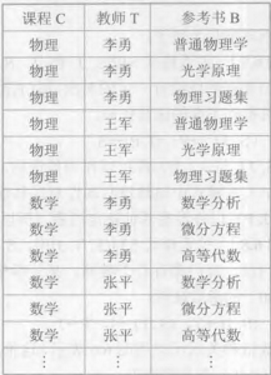 课程 C 教师 T 参考书 B
物理 李勇 普通物理学
物理 李勇 光学原理
物理 李勇 物理习题集
物理 王军 普通物理学
物理 王军 光学原理
物理 王军 物理习题集
数学 李勇 数学分析
数学 李勇 微分方程
数学 李勇 高等代数
数学 张平 数学分析
数学 张平 微分方程
数学 张平 高等代数
⋮ ⋮ ⋮